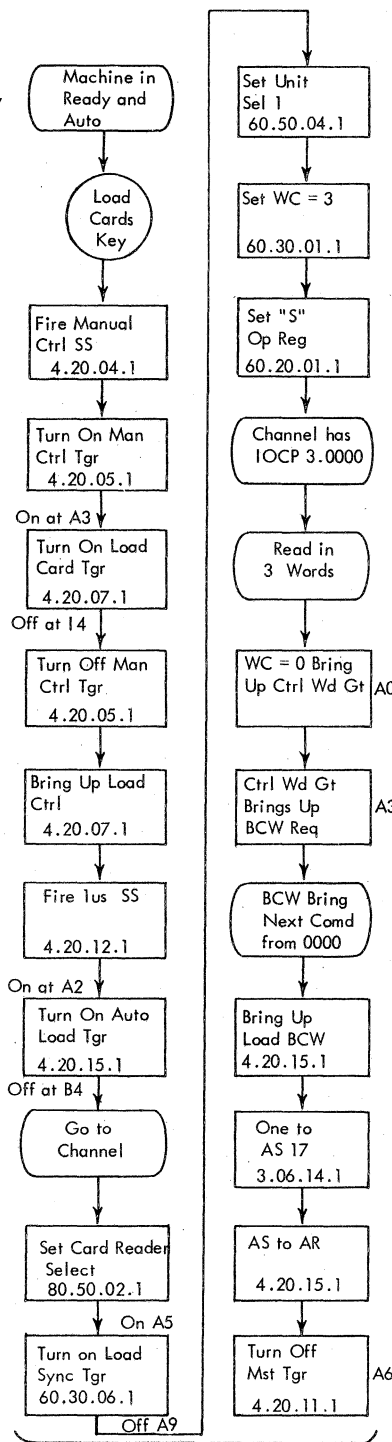 Machine in
Ready and
Auto
Load
Cards
Key
Fire Manual
Ctrl SS
4.20.04.1
Turn On Man
Ctrl Tgr
4.20.05.1
On at A3
Turn On Load
Card Tgr
4.20.07.1
Off at I4
Turn Off Man
Ctrl Tgr
4.20.05.1
Bring Up Load
Ctrl
4.20.07.1
Fire 1us SS
4.20.12.1
On at A2
Turn On Auto
Load Tgr
4.20.15.1
Off at B4
Go to
Channel
Set Card Reader
Select
80.50.02.1
On A5
Turn on Load
Sync Tgr
60.30.06.1
Off A9
Set Unit
Sel 1
60.50.04.1
Set WC = 3
60.30.01.1
Set "S"
Op Reg
60.20.01.1
Channel has
IOCP 3.0000
Read in
3 Words
WC = 0 Bring
Up Ctrl Wd Gt
A0
Ctrl Wd Gt
Brings Up
BCW Req
A3
BCW Bring
Next Comd
from 0000
Bring Up
Load BCW
4.20.15.1
One to
AS 17
3.06.14.1
AS to AR
4.20.15.1
Turn Off
Mst Tgr
4.20.11.1
A6